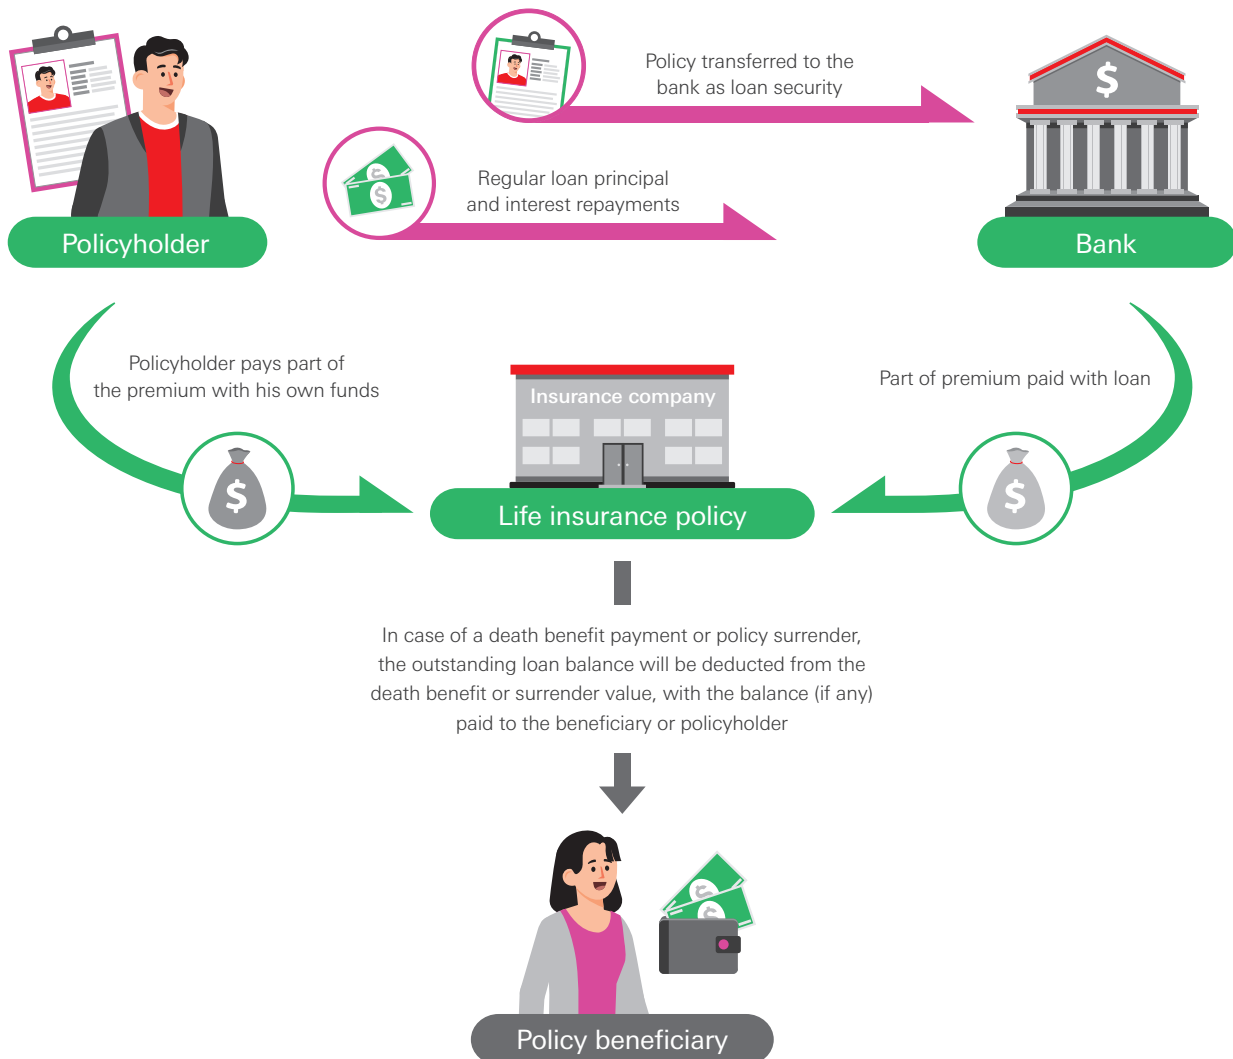 Policy transferred to the
bank as loan security
$
Regular loan principal
and interest repayments
$
$
Policyholder
Bank
Policyholder pays part of
the premium with his own funds
Part of premium paid with loan
Insurance company
$
$
Life insurance policy
In case of a death benefit payment or policy surrender,
the outstanding loan balance will be deducted from the
death benefit or surrender value, with the balance (if any)
paid to the beneficiary or policyholder
$
$
Policy beneficiary